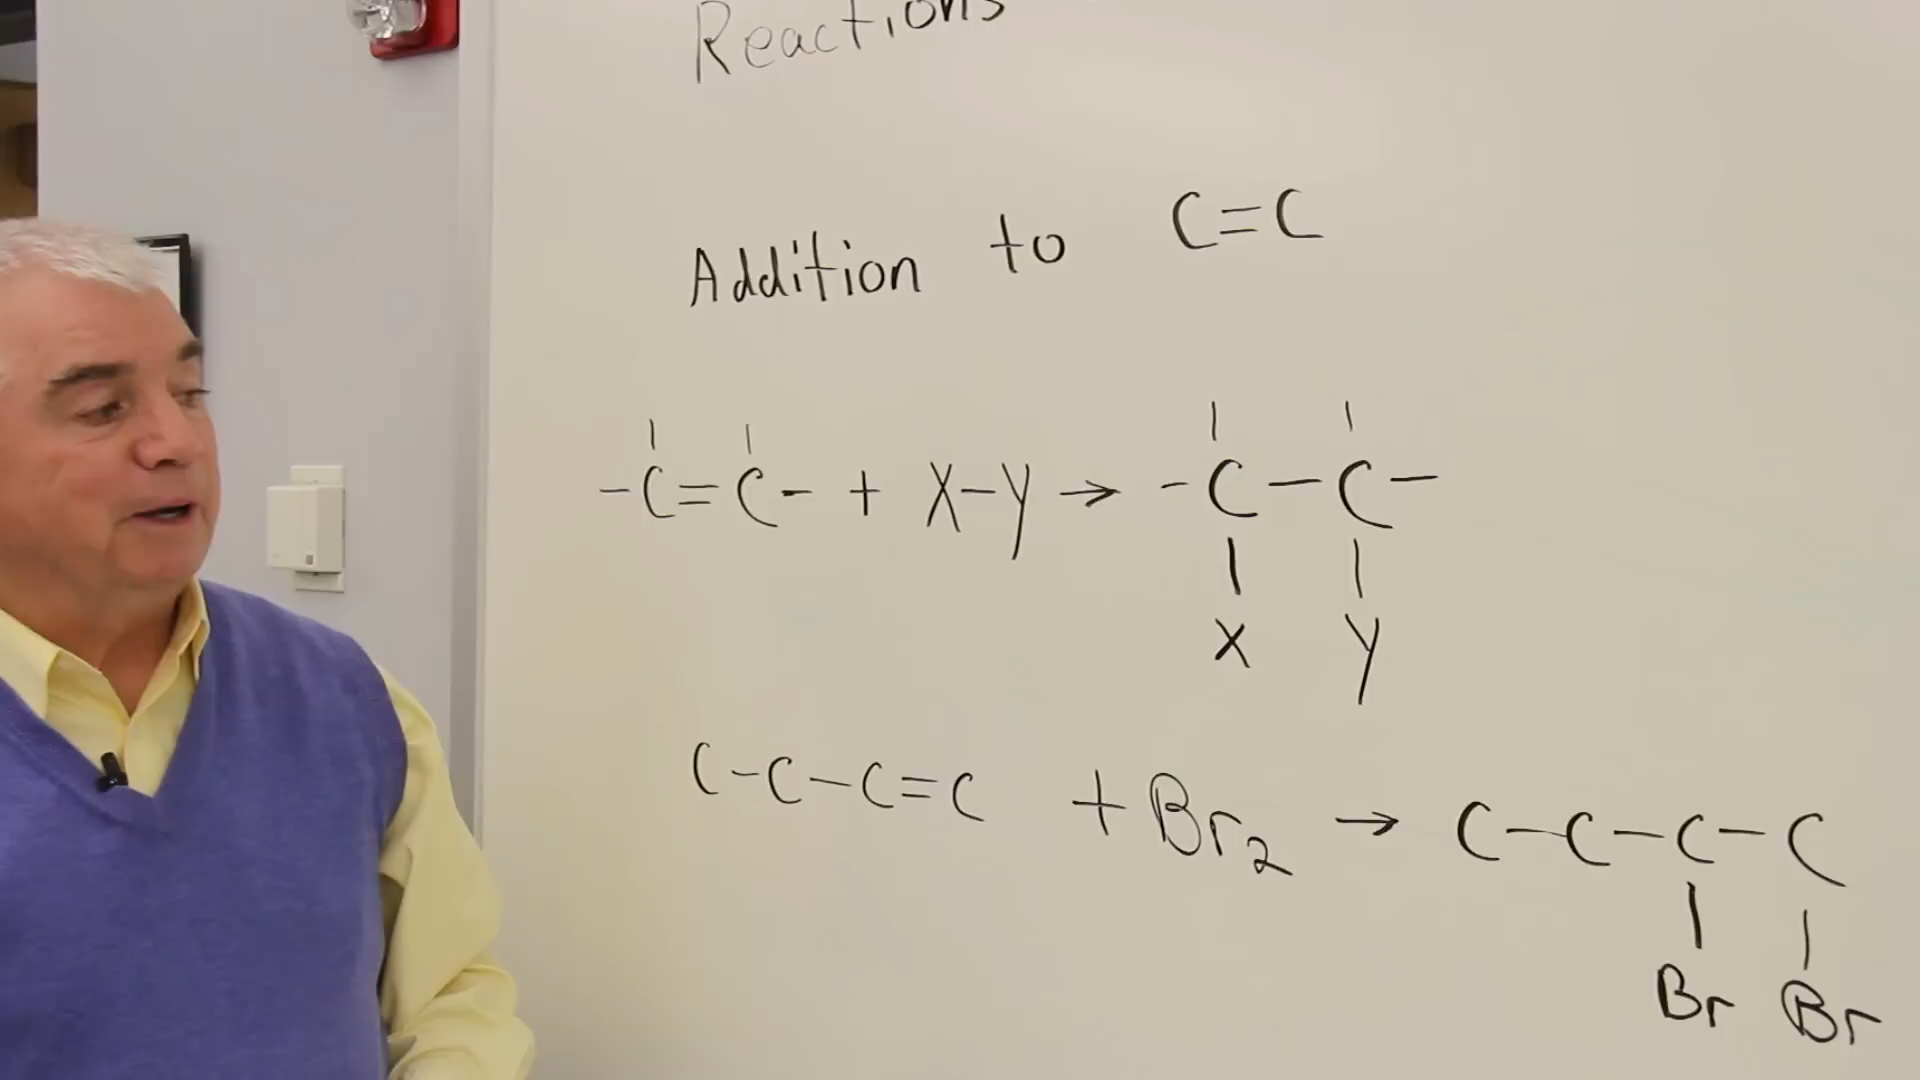 Reactions
Addition to C=C
-C=C- + X-Y → -C-C-
X Y
C-C-C=C + Br2 → C-C-C-C
Br Br